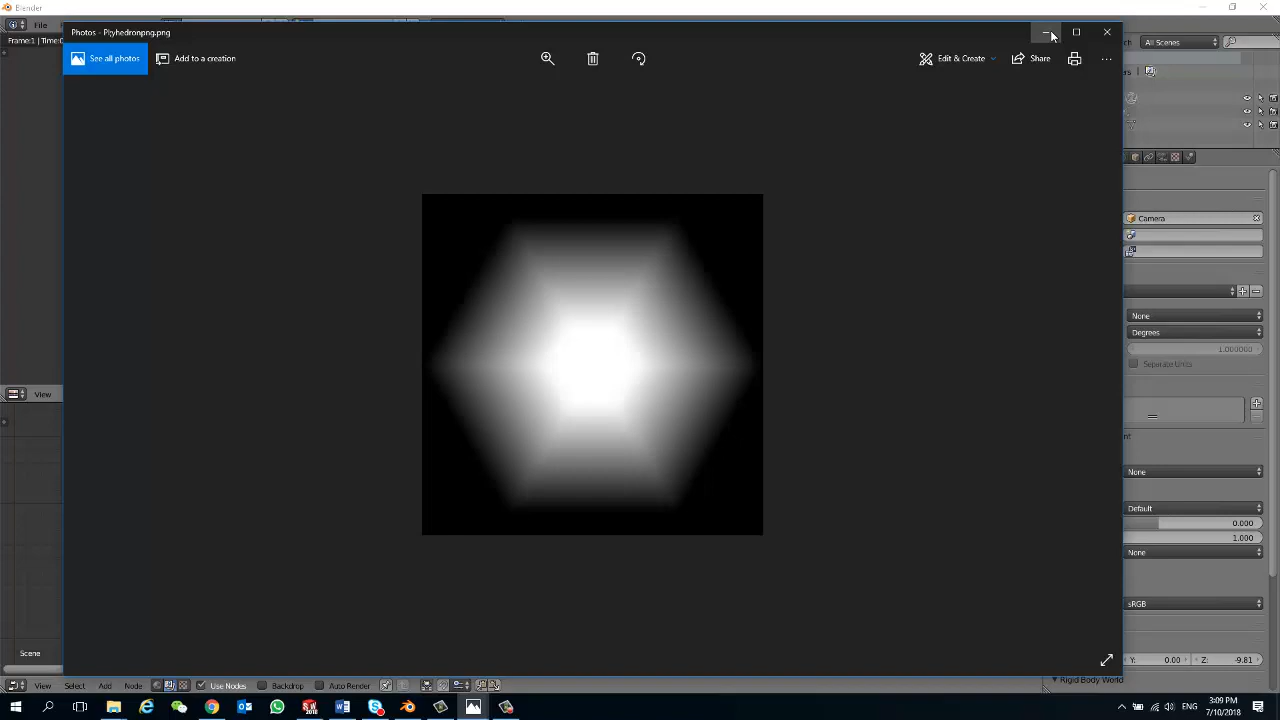 Blender
File
Frame:1
Photos - Plyhedronpng.png
See all photos
Add to a creation
Edit & Create
Share
All Scenes
Camera
None
Degrees
1.000000
Separate Units
None
Default
0.000
1.000
None
sRGB
Y: 0.00
Z: -9.81
Rigid Body World
View
Scene
View
Select
Add
Node
Use Nodes
Backdrop
Auto Render
ENG
3:09 PM
7/10/2018